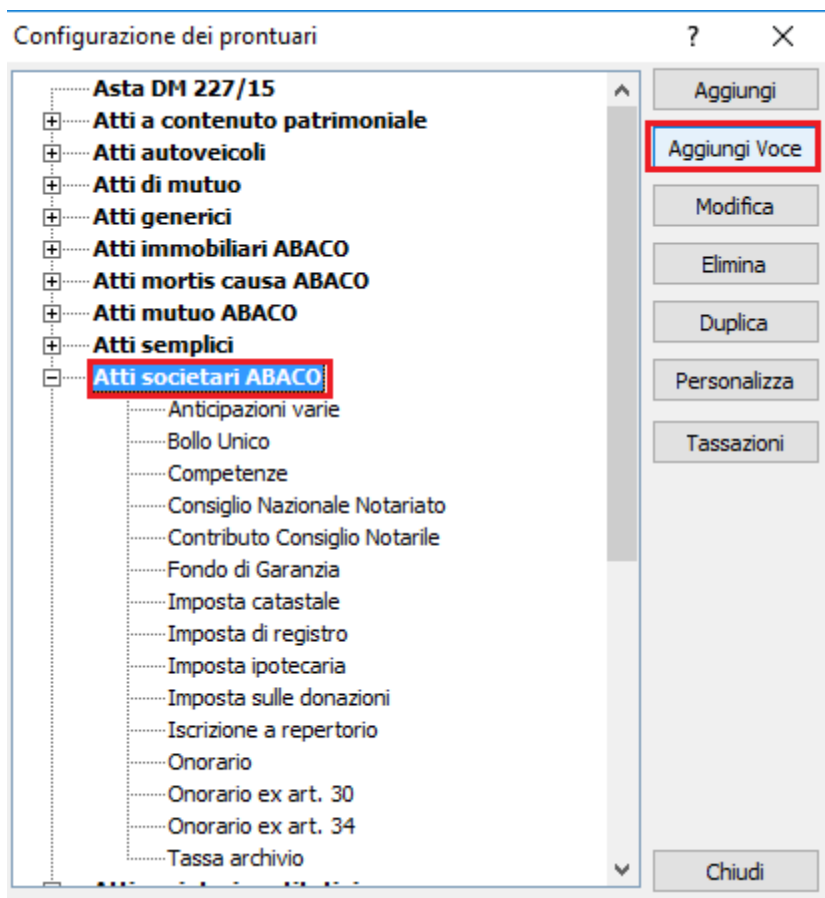 Configurazione dei prontuari
?
Asta DM 227/15
Atti a contenuto patrimoniale
Atti autoveicoli
Atti di mutuo
Atti generici
Atti immobiliari ABACO
Atti mortis causa ABACO
Atti mutuo ABACO
Atti semplici
Atti societari ABACO
Anticipazioni varie
Bollo Unico
Competenze
Consiglio Nazionale Notariato
Contributo Consiglio Notarile
Fondo di Garanzia
Imposta catastale
Imposta di registro
Imposta ipotecaria
Imposta sulle donazioni
Iscrizione a repertorio
Onorario
Onorario ex art. 30
Onorario ex art. 34
Tassa archivio
Aggiungi
Aggiungi Voce
Modifica
Elimina
Duplica
Personalizza
Tassazioni
Chiudi